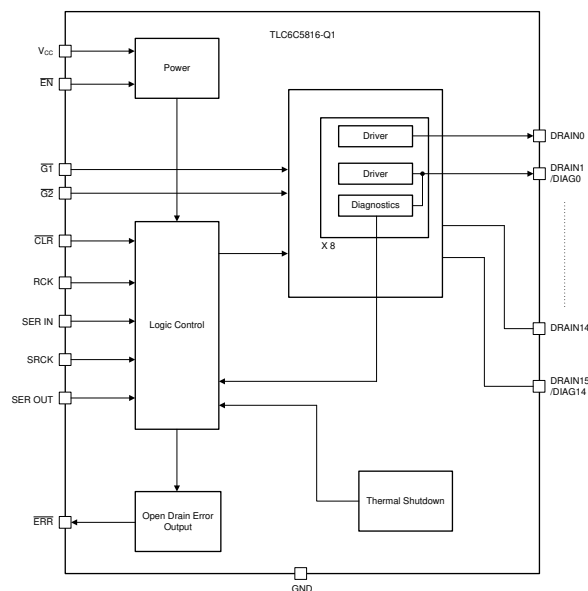 TLC6C5816-Q1
VCC
EN
Power
G1
G2
CLR
RCK
SER IN
SRCK
SER OUT
Logic Control
Driver
Driver
Diagnostics
X 8
DRAIN0
DRAIN1
/DIAG0
DRAIN14
DRAIN15
/DIAG14
Thermal Shutdown
Open Drain Error
Output
ERR
GND